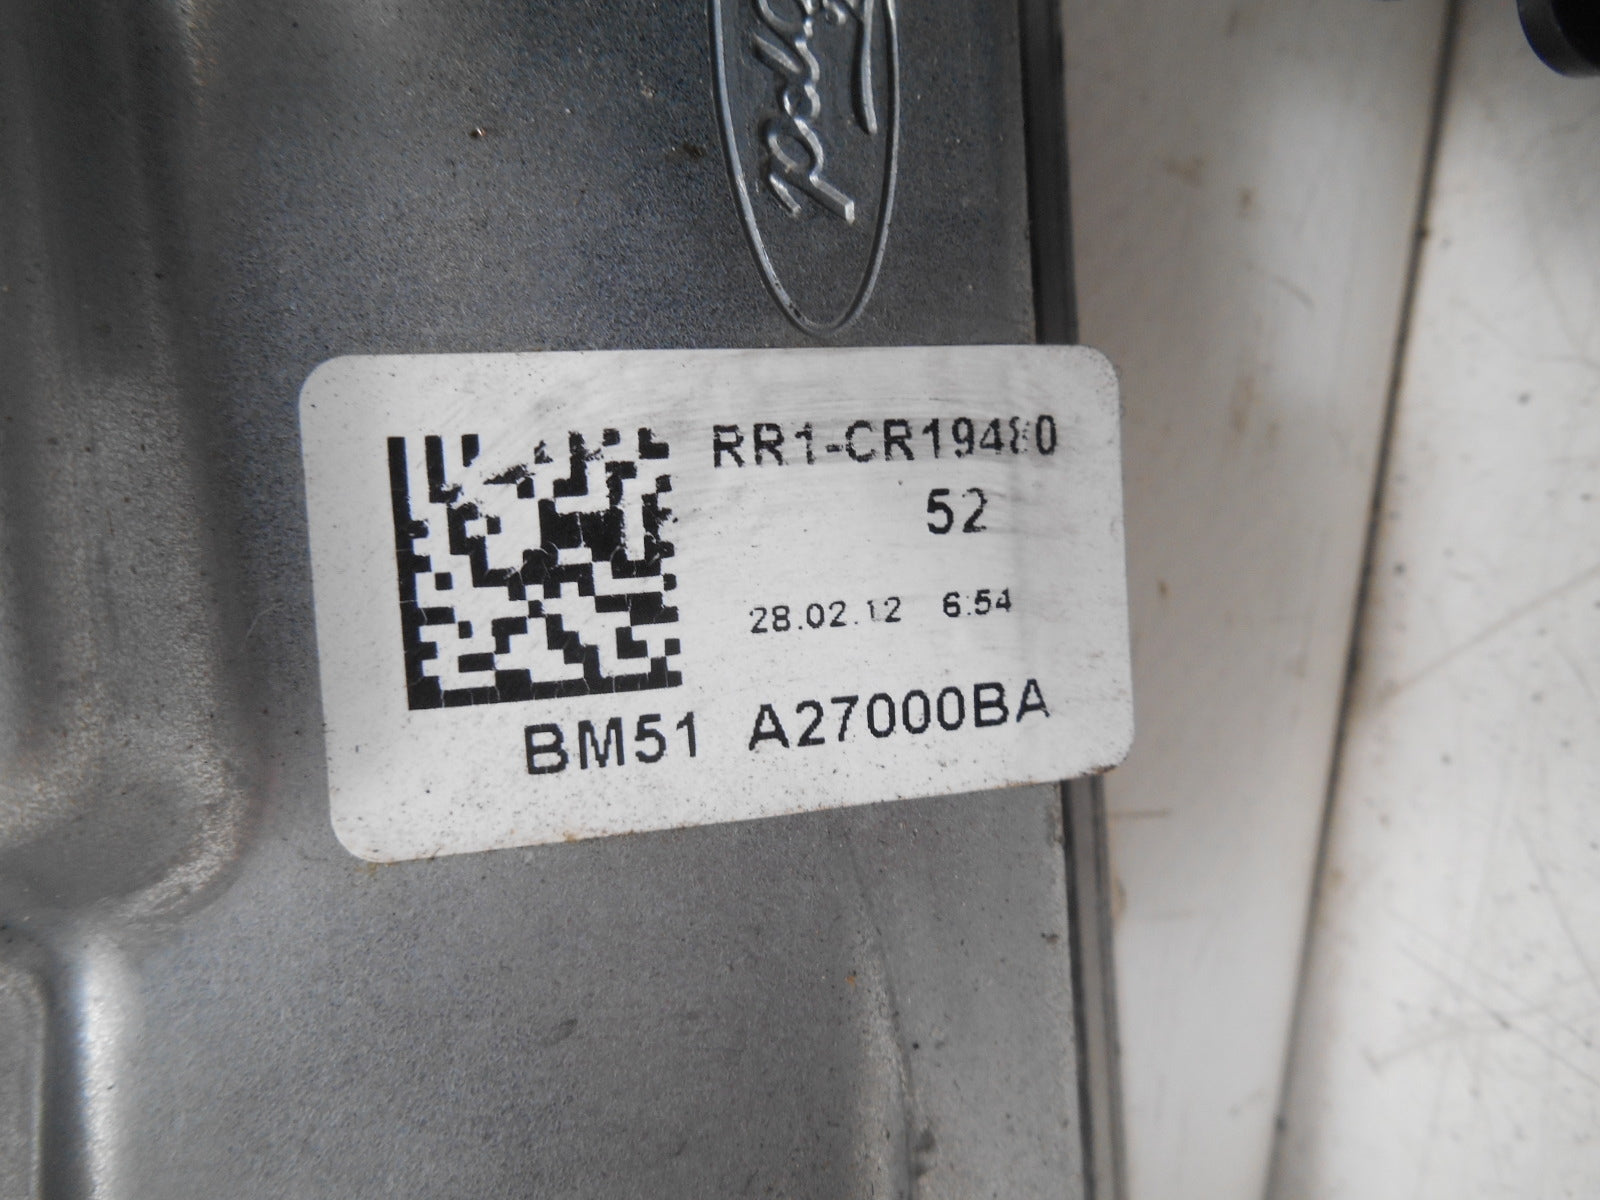 Ford
RR1-CR19480
52
28.02.12 6:54
BM51 A27000BA